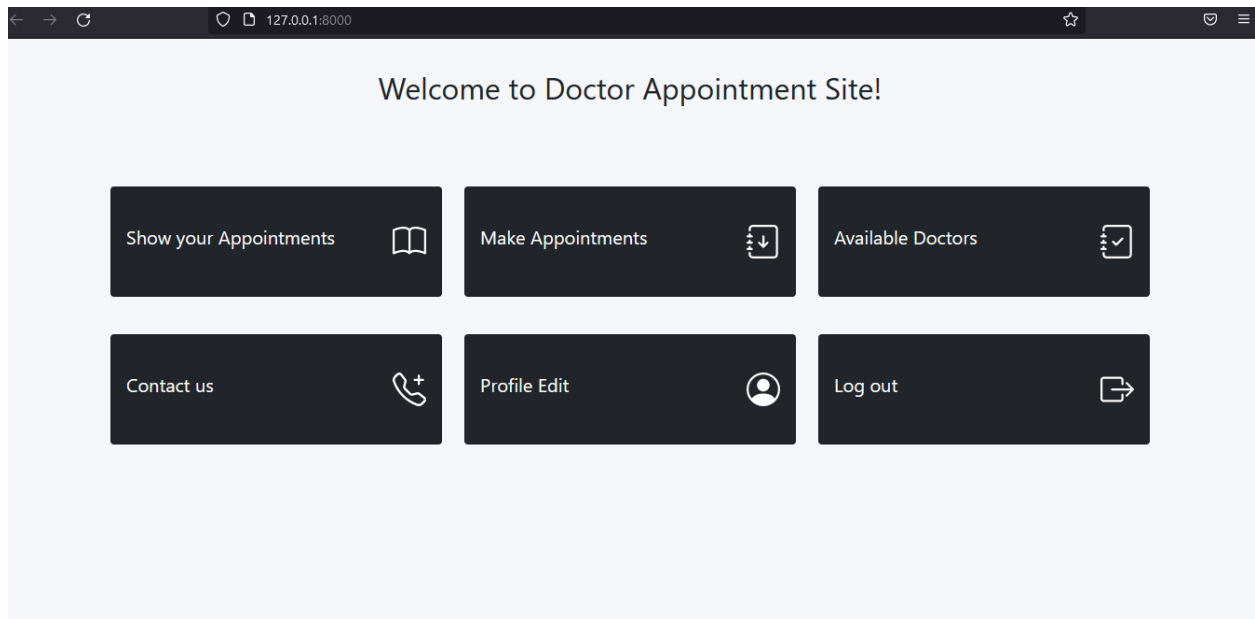 127.0.0.1:8000
Welcome to Doctor Appointment Site!
Show your Appointments
Make Appointments
Available Doctors
Contact us
Profile Edit
Log out